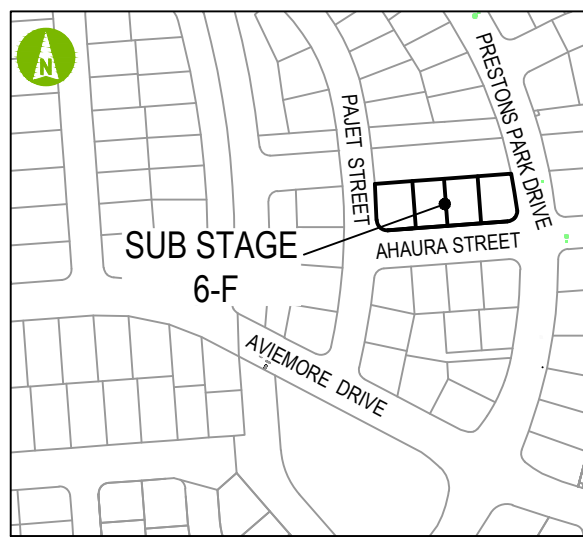 N
PRESTONS PARK DRIVE
PAJET STREET
SUB STAGE
6-F
AHAURA STREET
AVIEMORE DRIVE